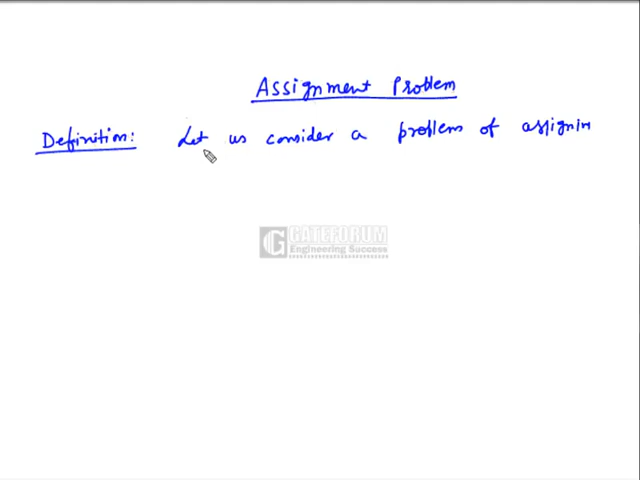 Assignment Problem
Definition: Let us consider a problem of assignin
GATEFORUM
Engineering Success